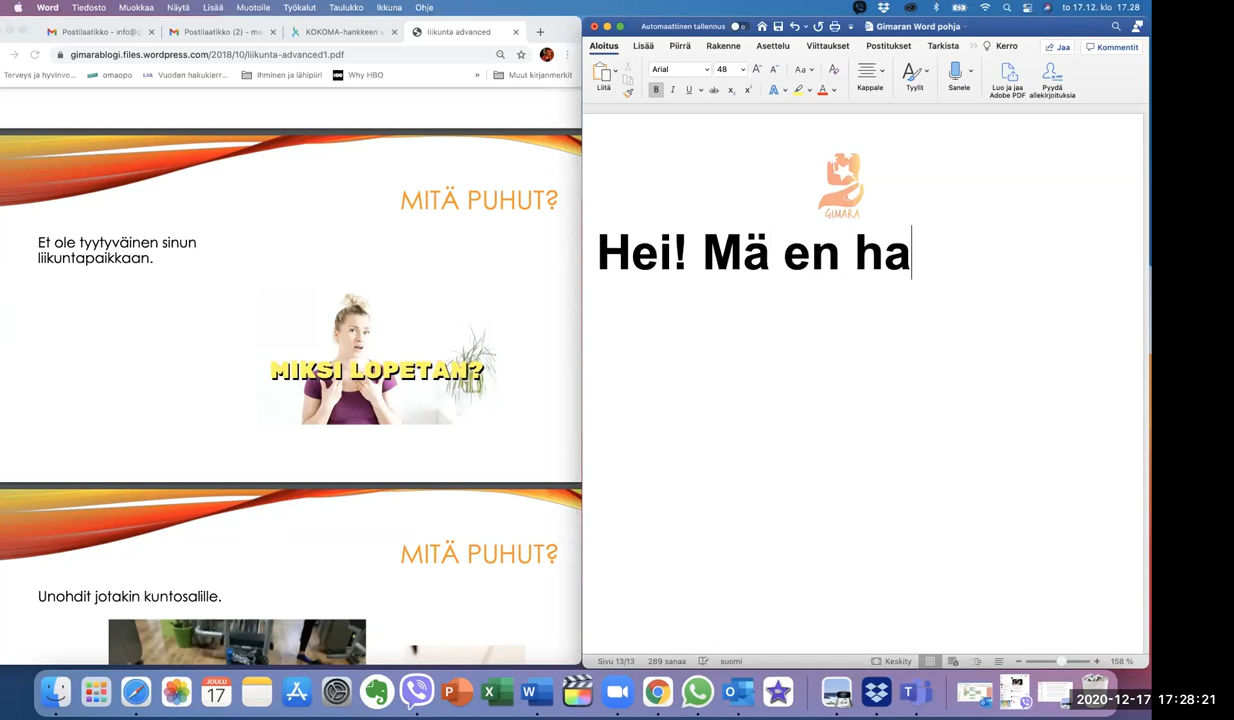 Word Tiedosto Muokkaa Näytä Lisää Muotoile Työkalut Taulukko Ikkuna Ohje to 17.12. klo 17.28
Postilaatikko - info@g
Postilaatikko (2) - m
KOKOMA-hankkeen v
liikunta advanced
gimarablogi.files.wordpress.com/2018/10/liikunta-advanced1.pdf
Terveys ja hyvinvo... omaopo Vuoden hakukierr... Ihminen ja lähipiiri Why HBO » Muut kirjanmerkit
MITÄ PUHUT?
Et ole tyytyväinen sinun
liikuntapaikkaan.
MIKSI LOPETAN?
MITÄ PUHUT?
Unohdit jotakin kuntosalille.
Automaattinen tallennus Gimaran Word pohja
Aloitus Lisää Piirrä Rakenne Asettelu Viittaukset Postitukset Tarkista » Kerro Jaa Kommentit
Liitä
Arial 48
Kappale Tyylit Sanele
Luo ja jaa
Adobe PDF
Pyydä
allekirjoituksia
GIMARA
Hei! Mä en ha
Sivu 13/13 289 sanaa suomi Keskity 158 %
JOULU
17
2020-12-17 17:28:21